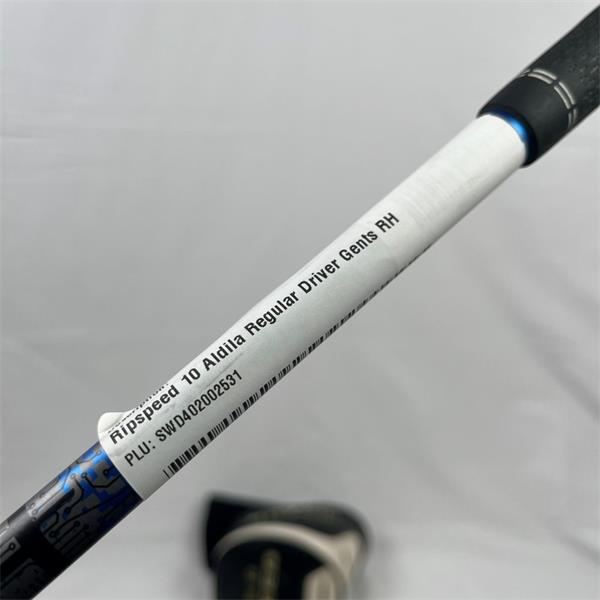 Ripspeed 10 Aldila Regular Driver Gents RH
PLU: SWD402002531